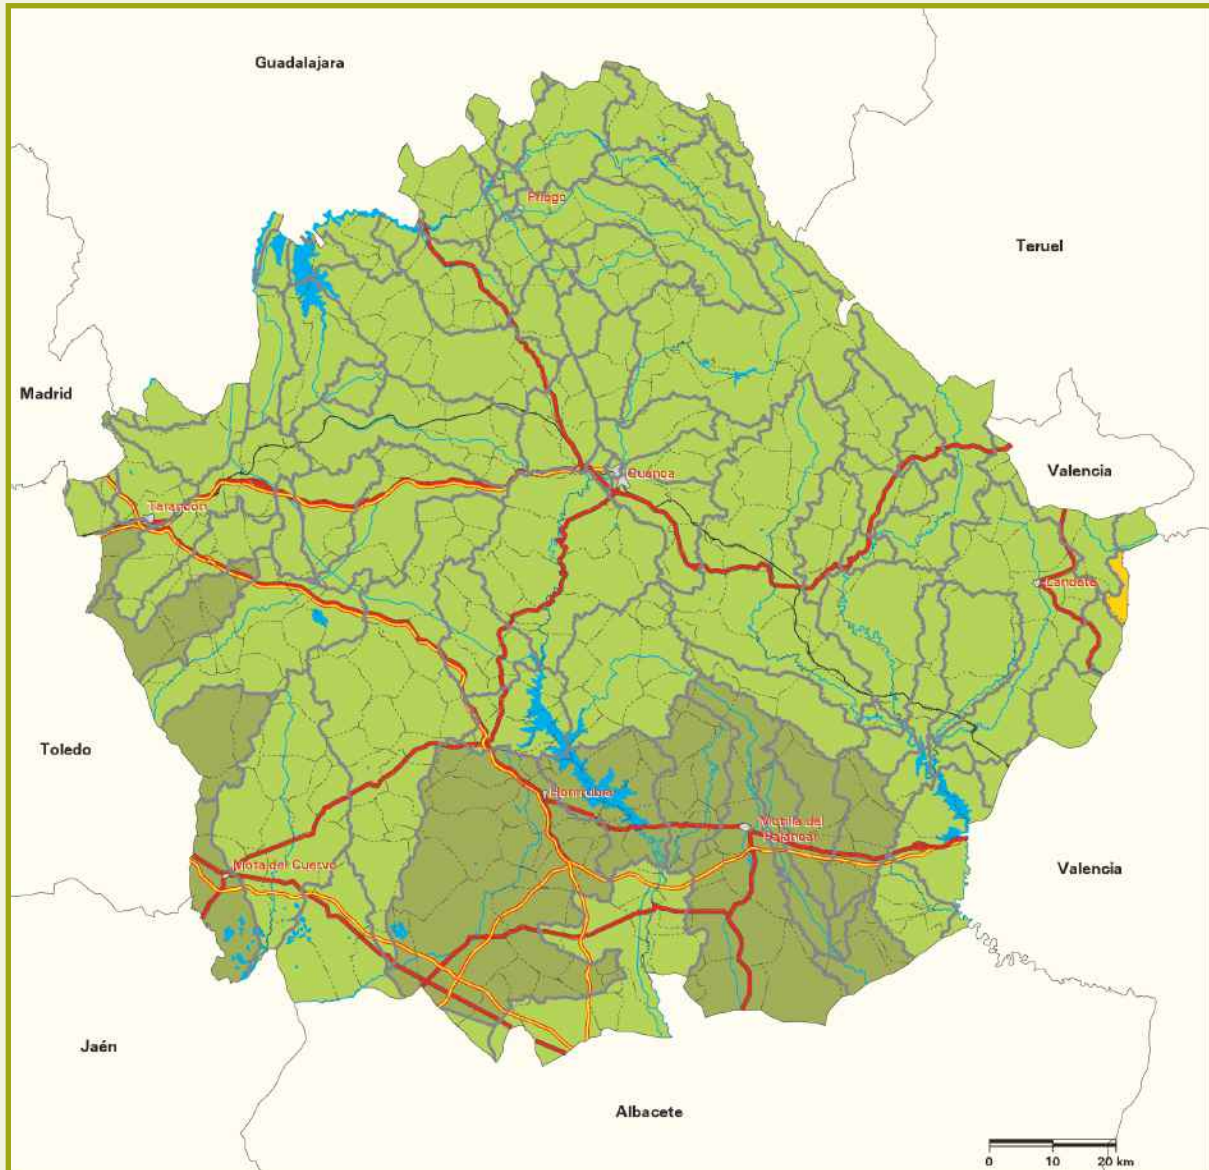 Guadalajara
Priego
Teruel
Madrid
Valencia
Cuenca
Tarancón
Cañete
Toledo
Honrubia
Motilla del
Palancar
Mota del Cuervo
Valencia
Jaén
Albacete
0 10 20 km